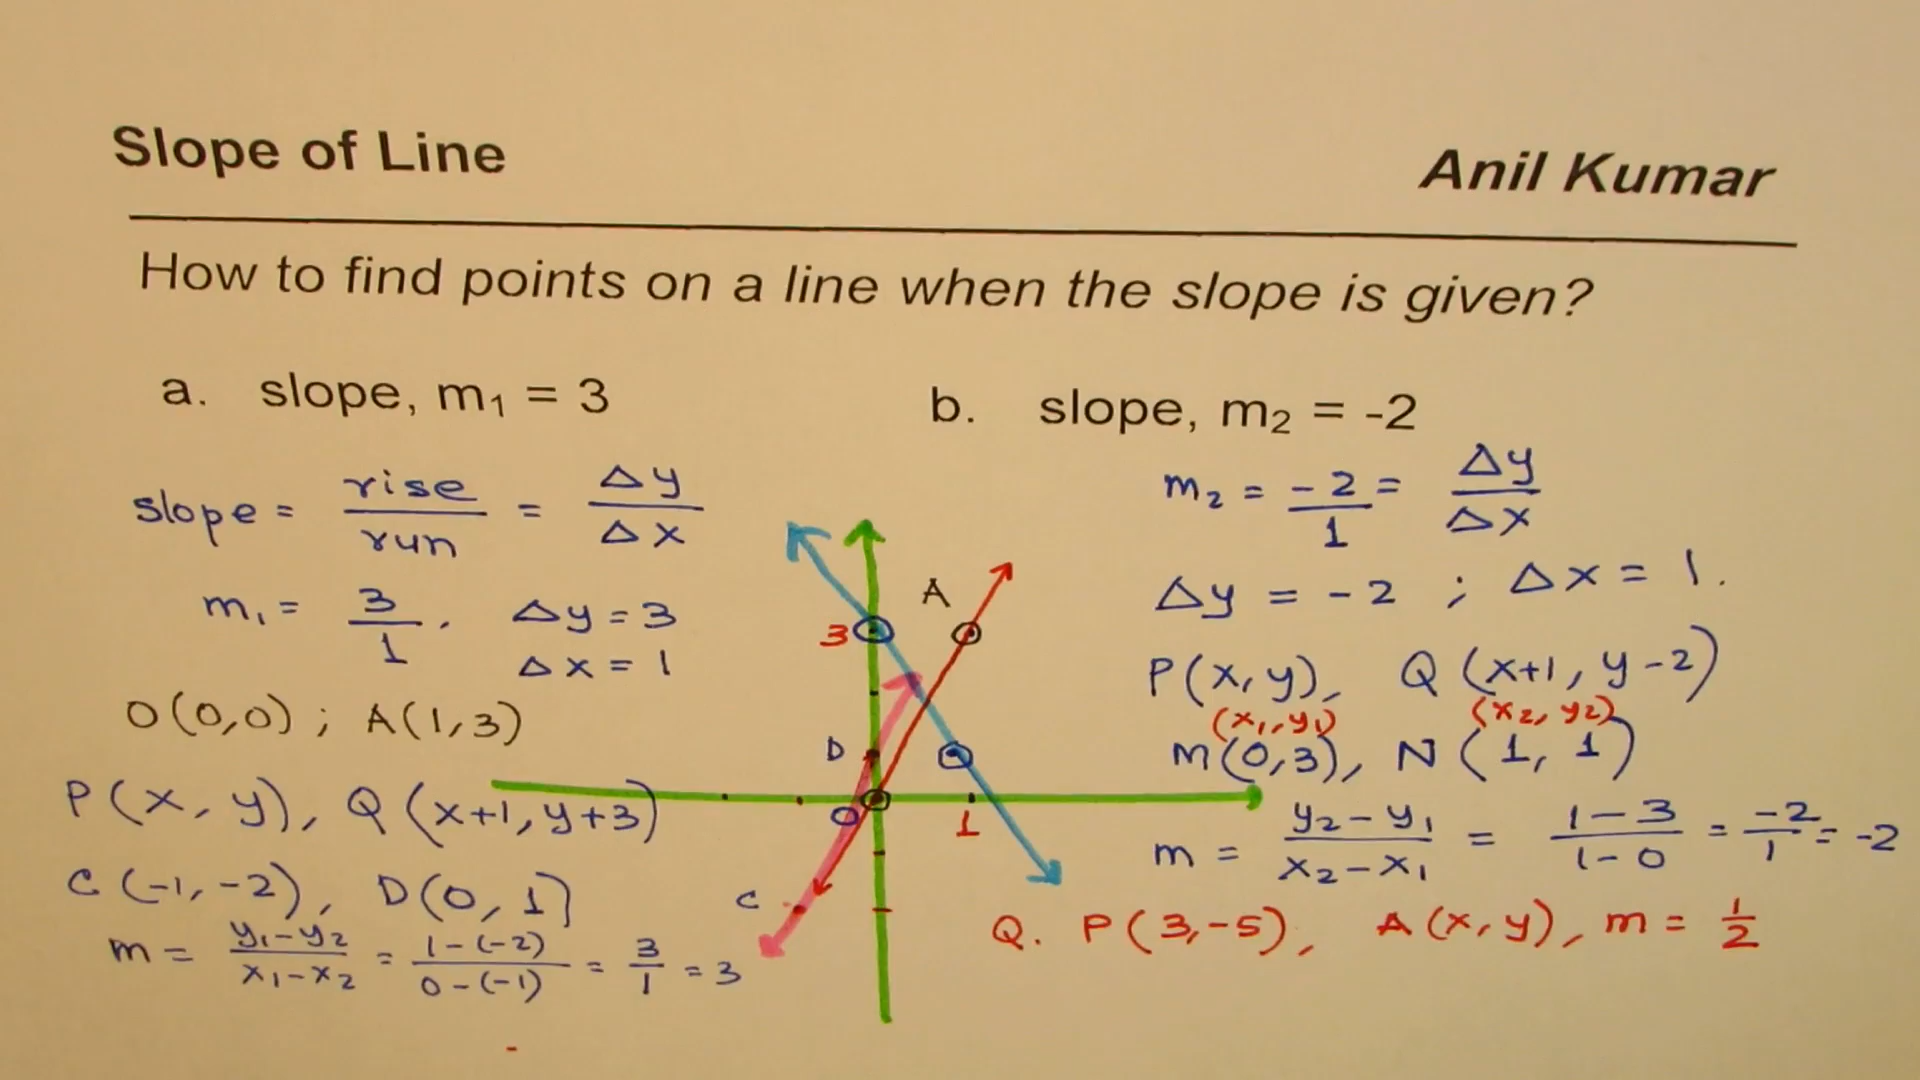 Slope of Line
Anil Kumar
How to find points on a line when the slope is given?
a. slope, m₁ = 3
slope = rise/run = Δy/Δx
m₁ = 3/1 . Δy = 3
Δx = 1
O(0,0) ; A(1,3)
P(x, y), Q(x+1, y+3)
C(-1, -2), D(0, 1)
m = (y₁-y₂)/(x₁-x₂) = (1-(-2))/(0-(-1)) = 3/1 = 3
A
3
D
O
1
C
b. slope, m₂ = -2
m₂ = -2/1 = Δy/Δx
Δy = -2 ; Δx = 1.
P(x, y), Q(x+1, y-2)
(x₁, y₁) (x₂, y₂)
M(0,3), N(1, 1)
m = (y₂-y₁)/(x₂-x₁) = (1-3)/(1-0) = -2/1 = -2
Q. P(3,-5), A(x, y), m = 1/2